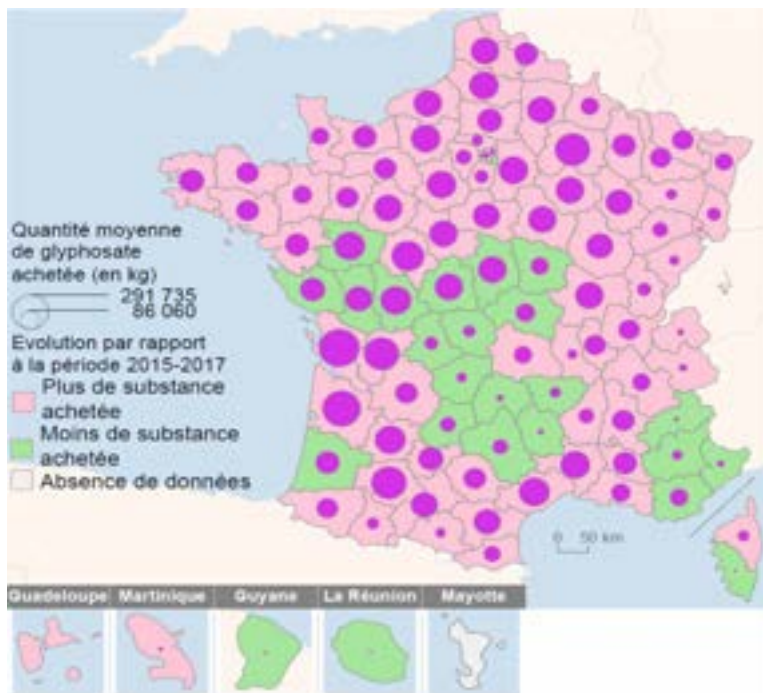 Quantité moyenne
de glyphosate
achetée (en kg)
291 735
86 060
Evolution par rapport
à la période 2015-2017
Plus de substance
achetée
Moins de substance
achetée
Absence de données
0 50 km
Guadeloupe Martinique Guyane La Réunion Mayotte